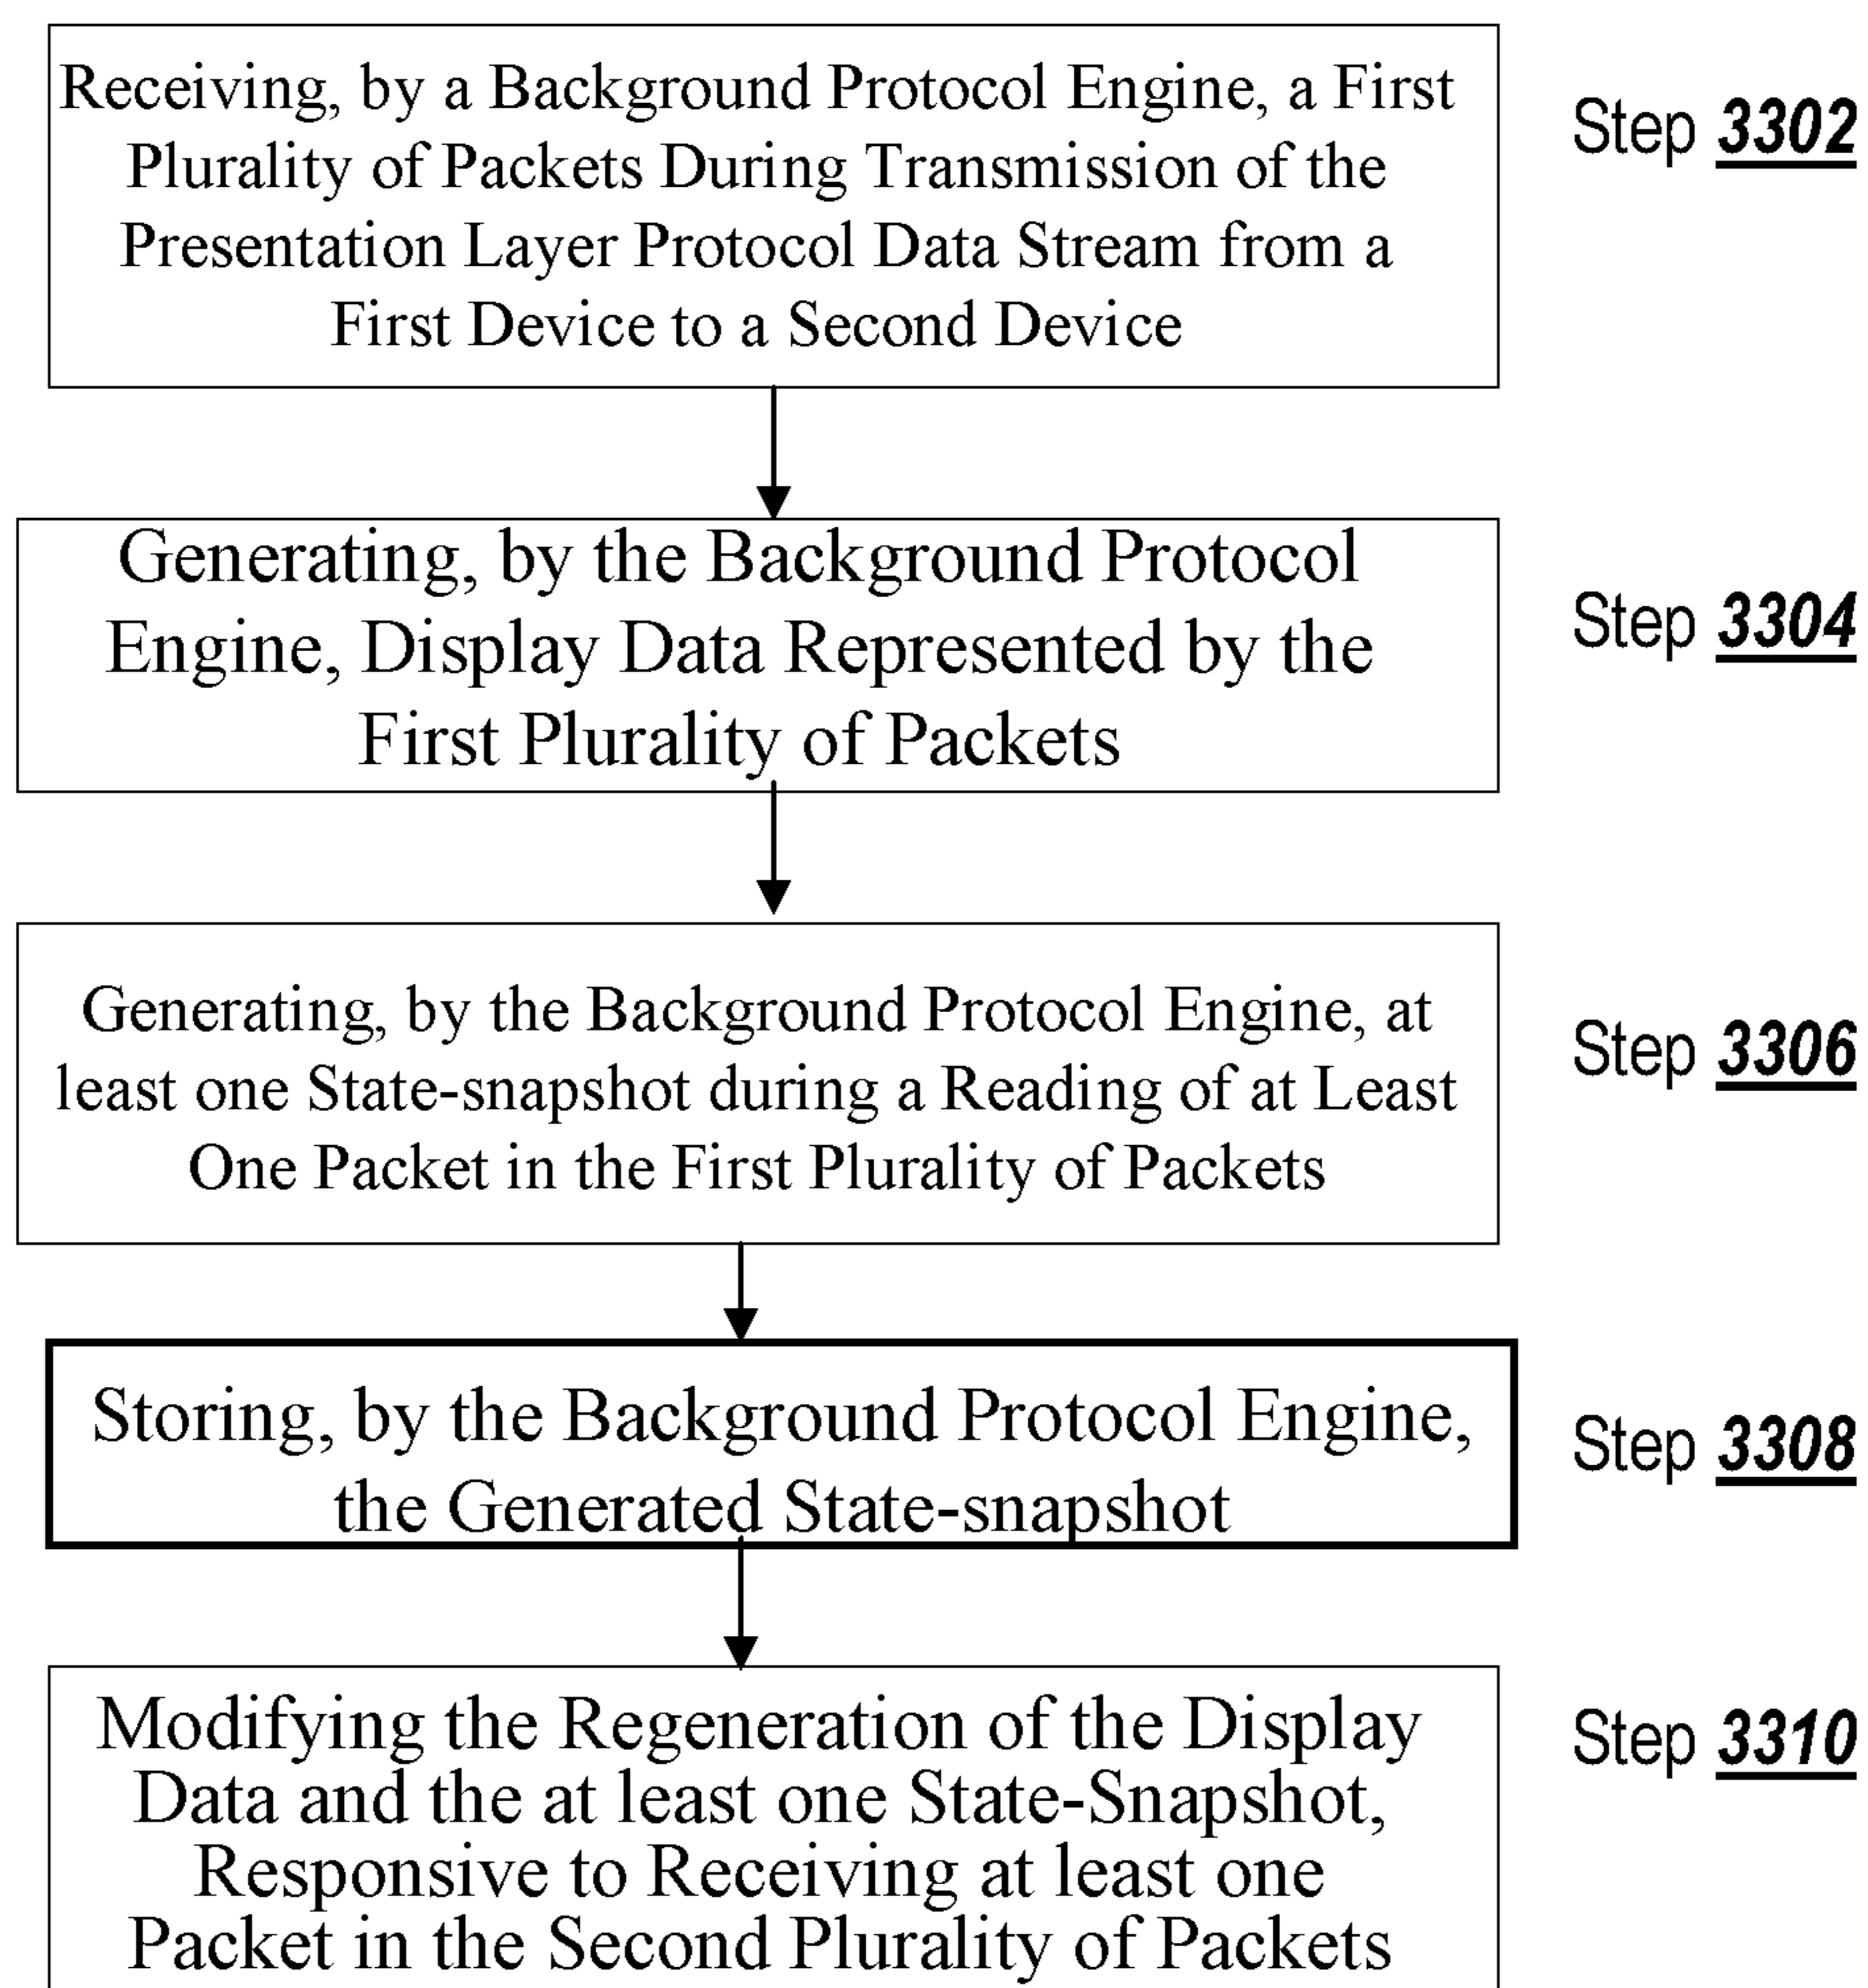 Receiving, by a Background Protocol Engine, a First
Plurality of Packets During Transmission of the
Presentation Layer Protocol Data Stream from a
First Device to a Second Device
Step 3302
Generating, by the Background Protocol
Engine, Display Data Represented by the
First Plurality of Packets
Step 3304
Generating, by the Background Protocol Engine, at
least one State-snapshot during a Reading of at Least
One Packet in the First Plurality of Packets
Step 3306
Storing, by the Background Protocol Engine,
the Generated State-snapshot
Step 3308
Modifying the Regeneration of the Display
Data and the at least one State-Snapshot,
Responsive to Receiving at least one
Packet in the Second Plurality of Packets
Step 3310